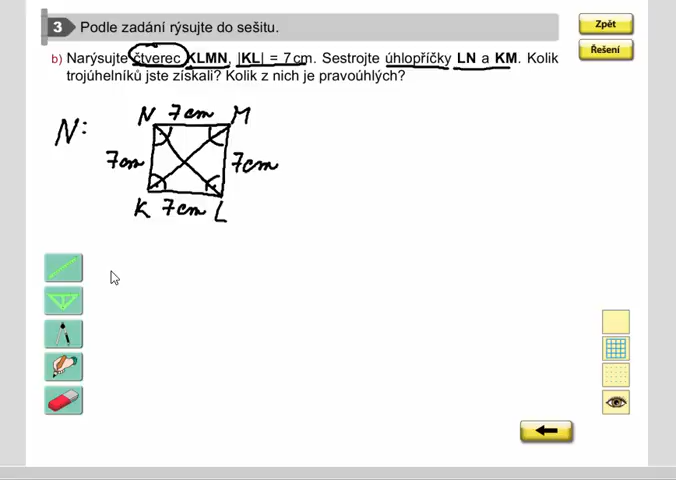 3 Podle zadání rýsujte do sešitu.
Zpět
Řešení
b) Narýsujte čtverec KLMN, |KL| = 7 cm. Sestrojte úhlopříčky LN a KM. Kolik
trojúhelníků jste získali? Kolik z nich je pravoúhlých?
N:
N 7cm M
7cm 7cm
K 7cm L